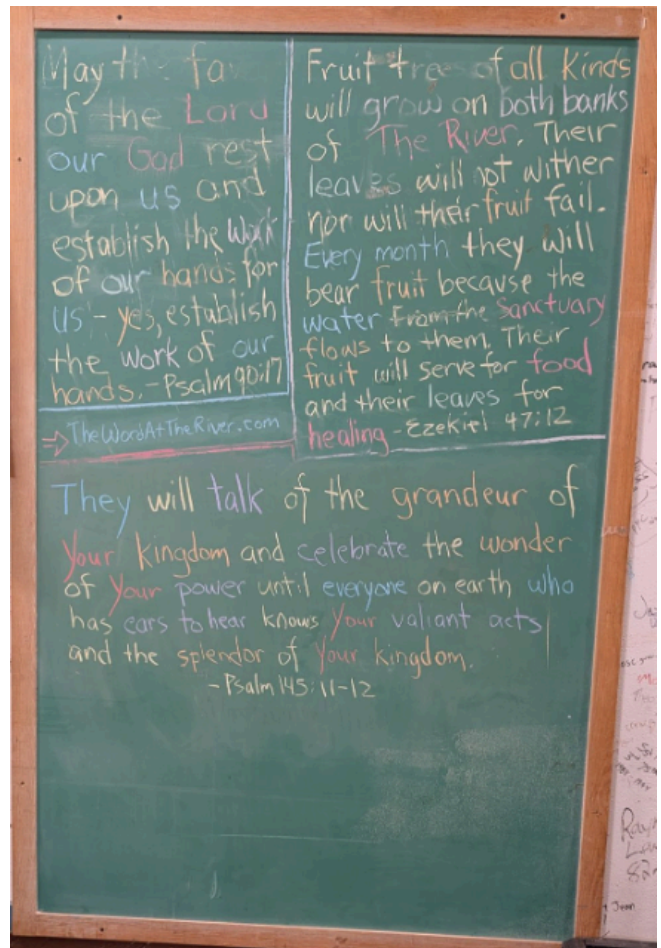 May the fa
of the Lord
our God rest
upon us and
establish the work
of our hands for
us - yes, establish
the work of our
hands. - Psalm 90:17
→ TheWordAtTheRiver.com
Fruit trees of all kinds
will grow on both banks
of The River. Their
leaves will not wither
nor will their fruit fail.
Every month they will
bear fruit because the
water from the Sanctuary
flows to them. Their
fruit will serve for food
and their leaves for
healing - Ezekiel 47:12
They will talk of the grandeur of
Your kingdom and celebrate the wonder
of Your power until everyone on earth who
has ears to hear knows Your valiant acts
and the splendor of Your kingdom.
- Psalm 145:11-12
Jean